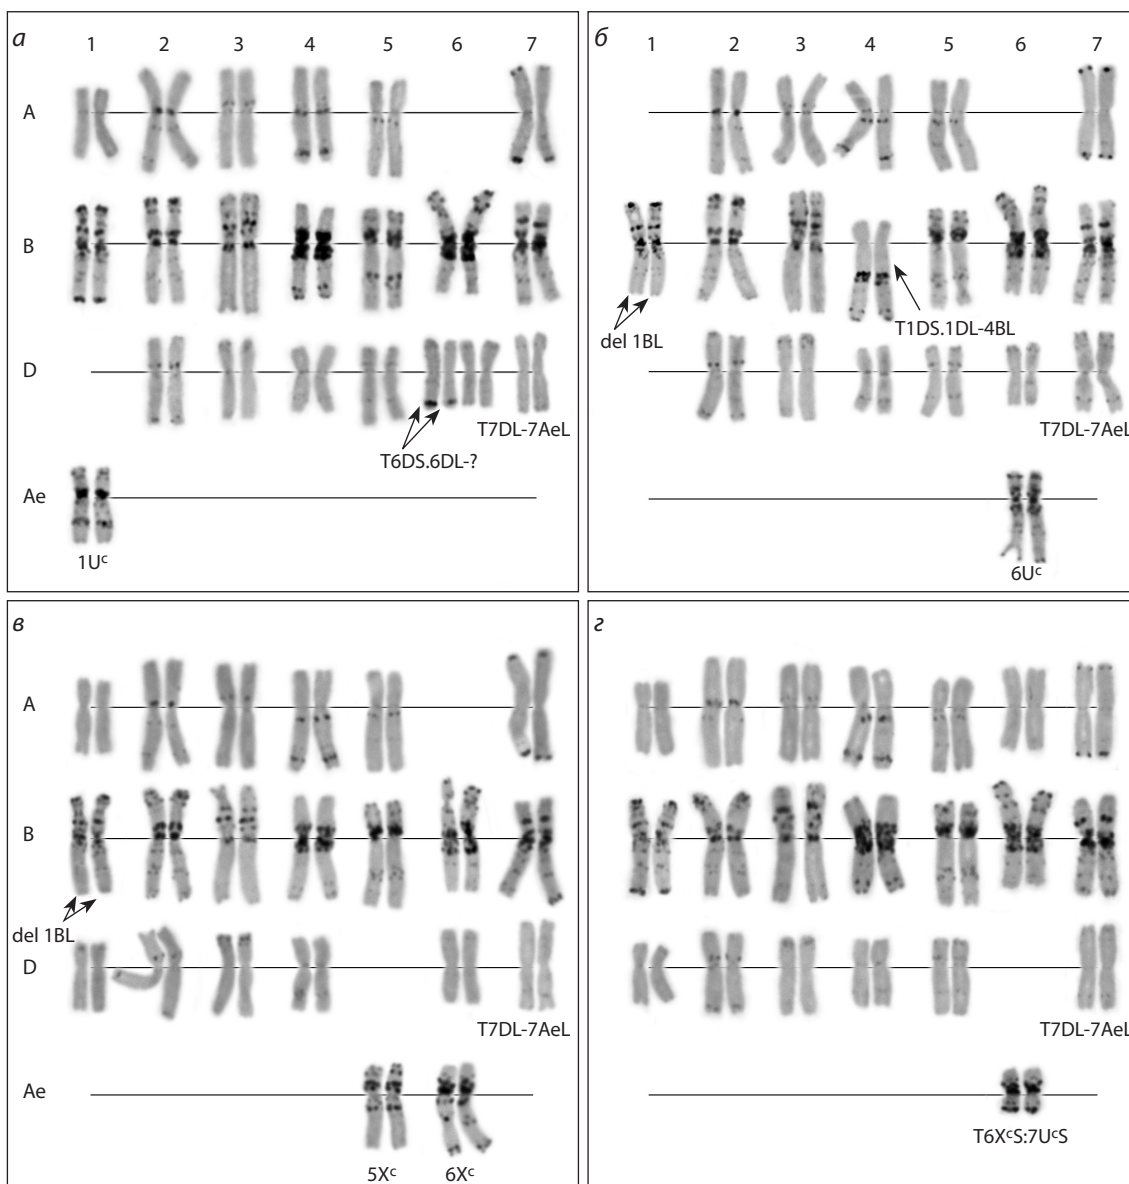 а
1 2 3 4 5 6 7
A
B
D
T7DL-7AeL
T6DS.6DL-?
Ae
1Uᶜ
б
1 2 3 4 5 6 7
del 1BL
T1DS.1DL-4BL
T7DL-7AeL
6Uᶜ
в
A
B
del 1BL
D
T7DL-7AeL
Ae
5Xᶜ 6Xᶜ
г
T7DL-7AeL
T6XᶜS:7UᶜS